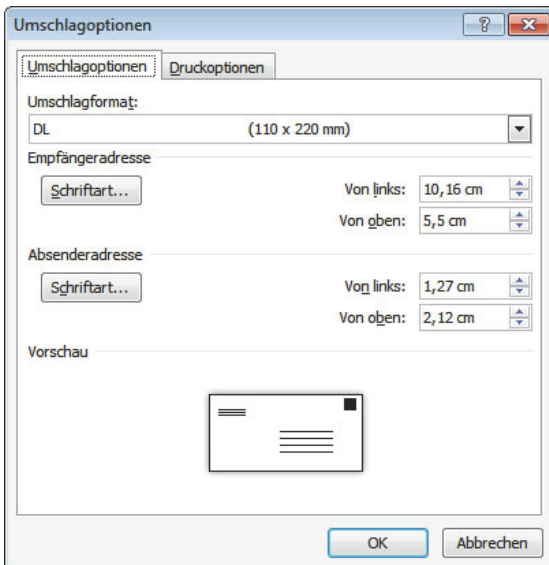 Umschlagoptionen
Umschlagoptionen Druckoptionen
Umschlagformat:
DL (110 x 220 mm)
Empfängeradresse
Schriftart... Von links: 10,16 cm
Von oben: 5,5 cm
Absenderadresse
Schriftart... Von links: 1,27 cm
Von oben: 2,12 cm
Vorschau
OK Abbrechen